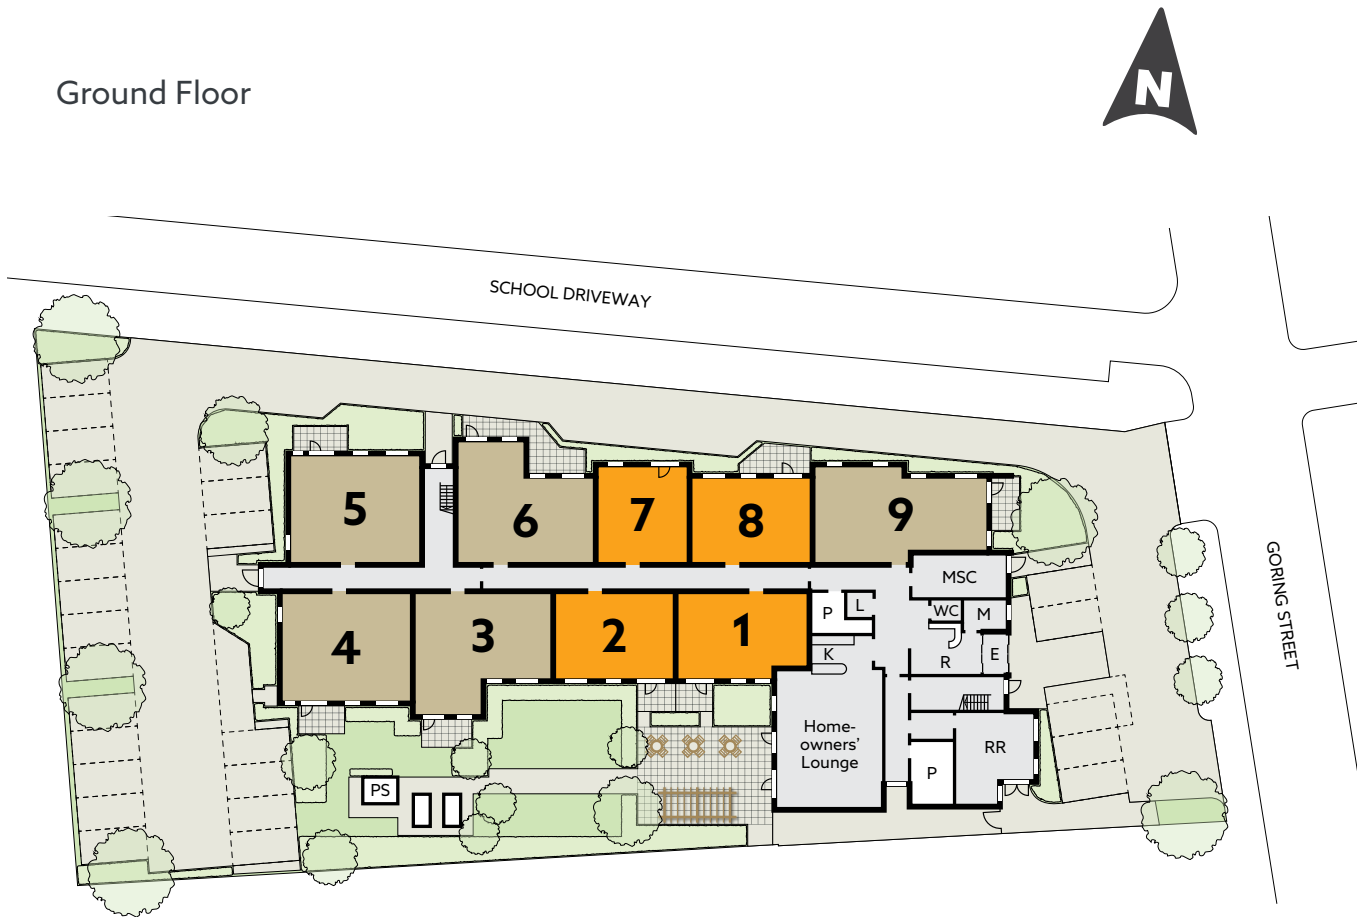 N
Ground Floor
SCHOOL DRIVEWAY
5
6
7
8
9
MSC
GORING STREET
4
3
2
1
P
L
WC
M
K
R
E
Home-
owners'
Lounge
RR
P
PS